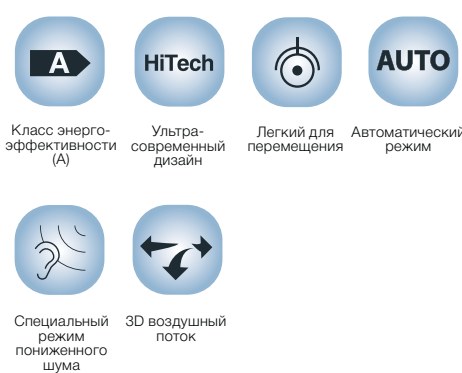 A
HiTech
AUTO
Класс энерго-
эффективности
(A)
Ультра-
современный
дизайн
Легкий для
перемещения
Автоматический
режим
Специальный
режим
пониженного
шума
3D воздушный
поток